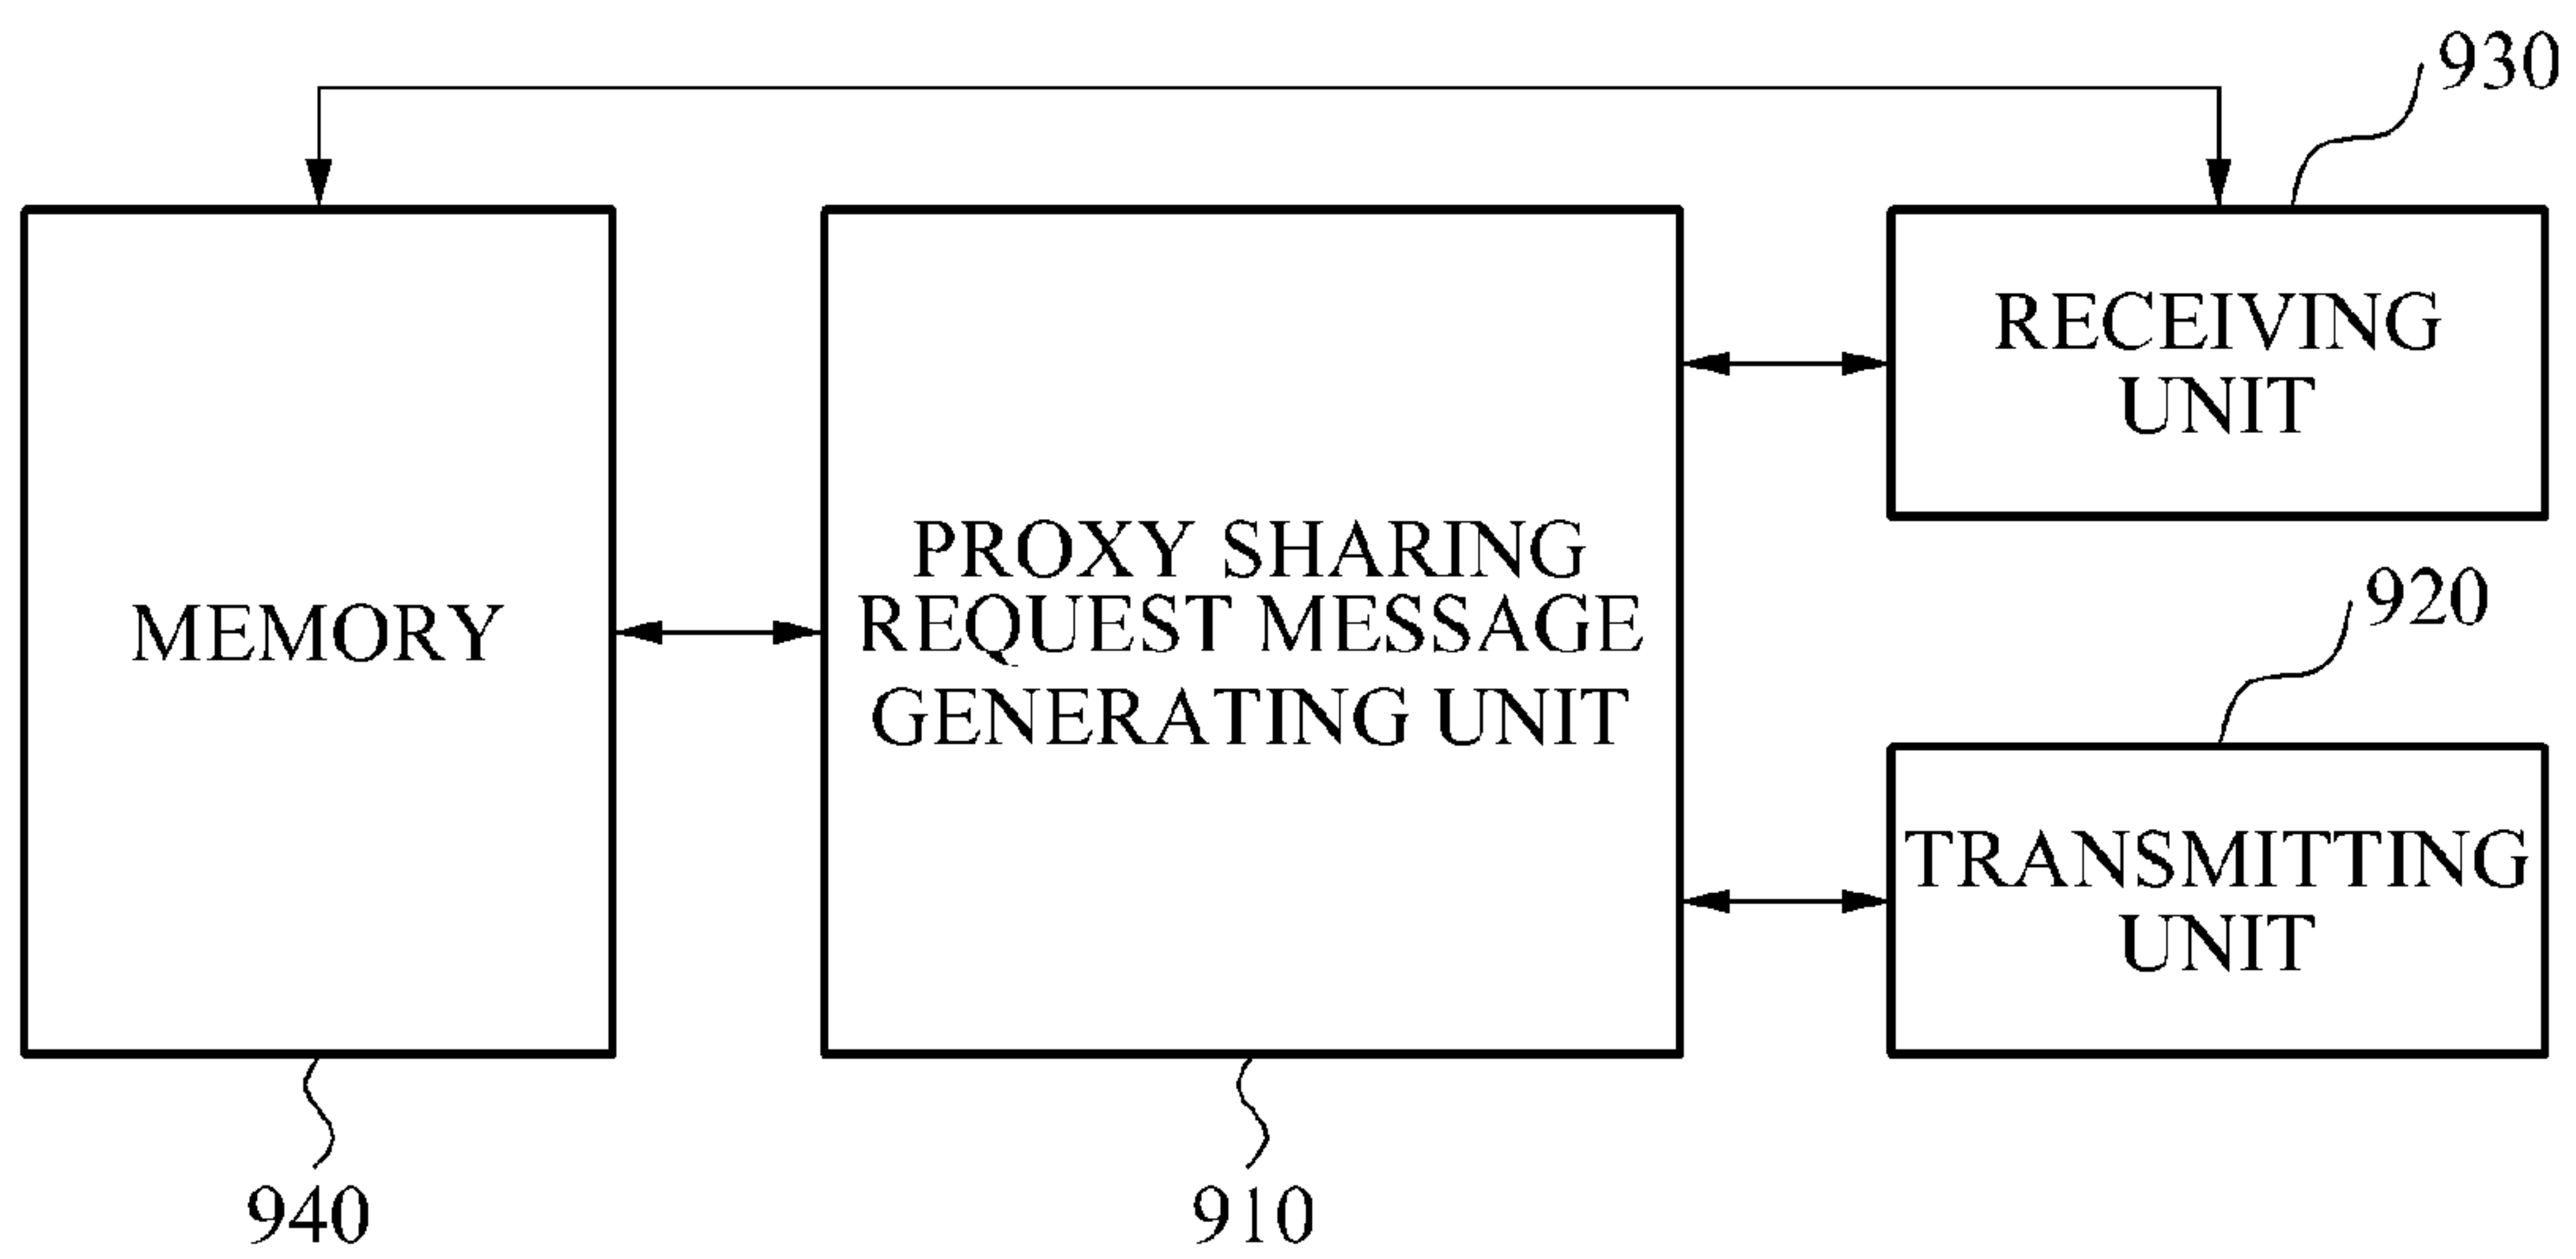 930
RECEIVING
UNIT
MEMORY
PROXY SHARING
REQUEST MESSAGE
GENERATING UNIT
920
TRANSMITTING
UNIT
940
910